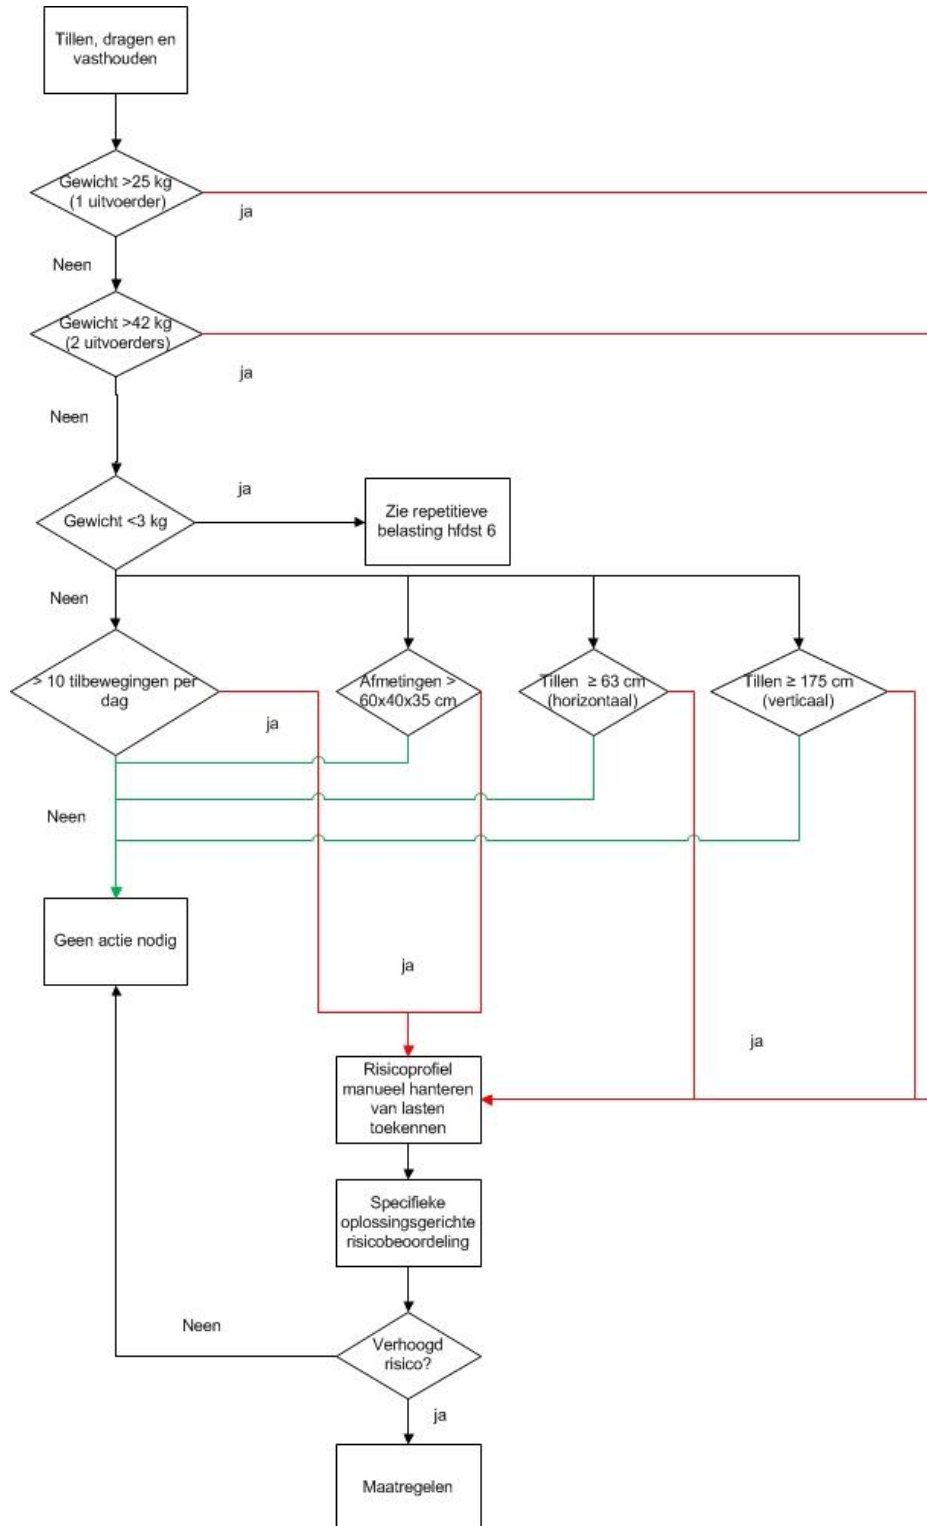 Tillen, dragen en
vasthouden
Gewicht >25 kg
(1 uitvoerder)
ja
Neen
Gewicht >42 kg
(2 uitvoerders)
ja
Neen
ja
Gewicht <3 kg
Zie repetitieve
belasting hfdst 6
Neen
> 10 tilbewegingen per
dag
Afmetingen >
60x40x35 cm
Tillen ≥ 63 cm
(horizontaal)
Tillen ≥ 175 cm
(verticaal)
ja
Neen
Geen actie nodig
ja
ja
Risicoprofiel
manueel hanteren
van lasten
toekennen
Specifieke
oplossingsgerichte
risicobeoordeling
Neen
Verhoogd
risico?
ja
Maatregelen